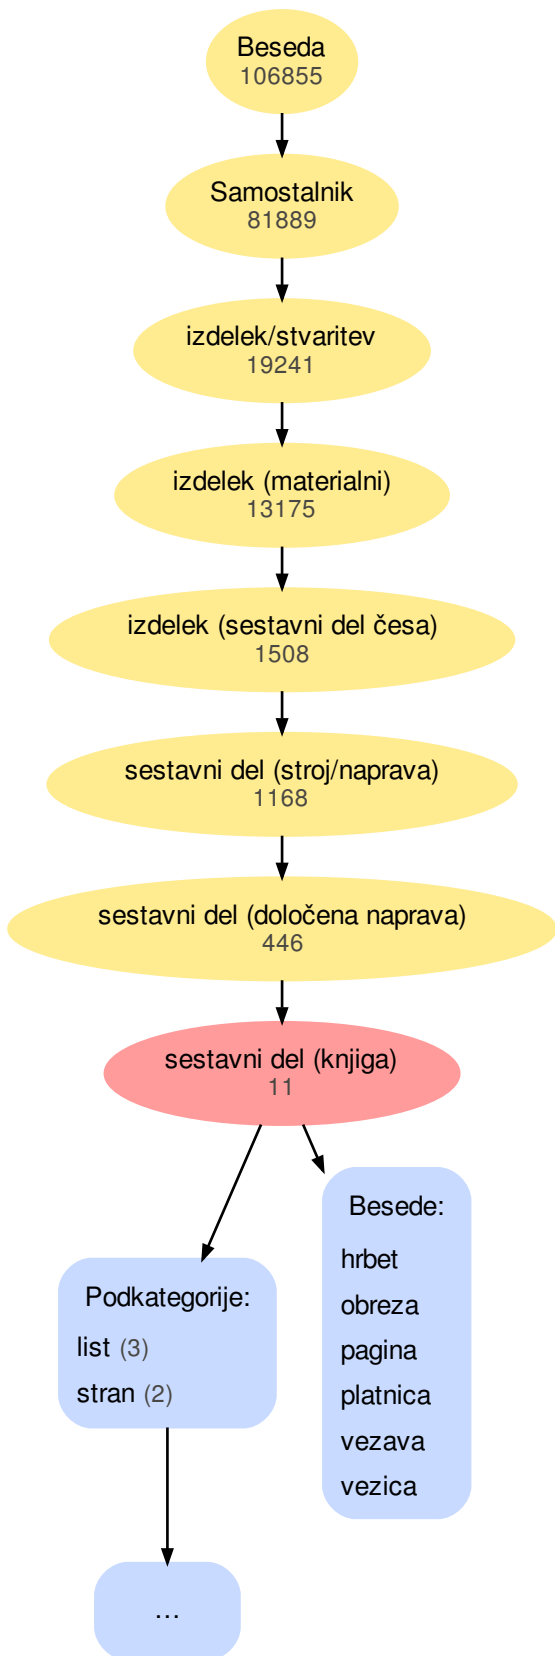 Beseda
106855
Samostalnik
81889
izdelek/stvaritev
19241
izdelek (materialni)
13175
izdelek (sestavni del česa)
1508
sestavni del (stroj/naprava)
1168
sestavni del (določena naprava)
446
sestavni del (knjiga)
11
Podkategorije:
list (3)
stran (2)
...
Besede:
hrbet
obreza
pagina
platnica
vezava
vezica